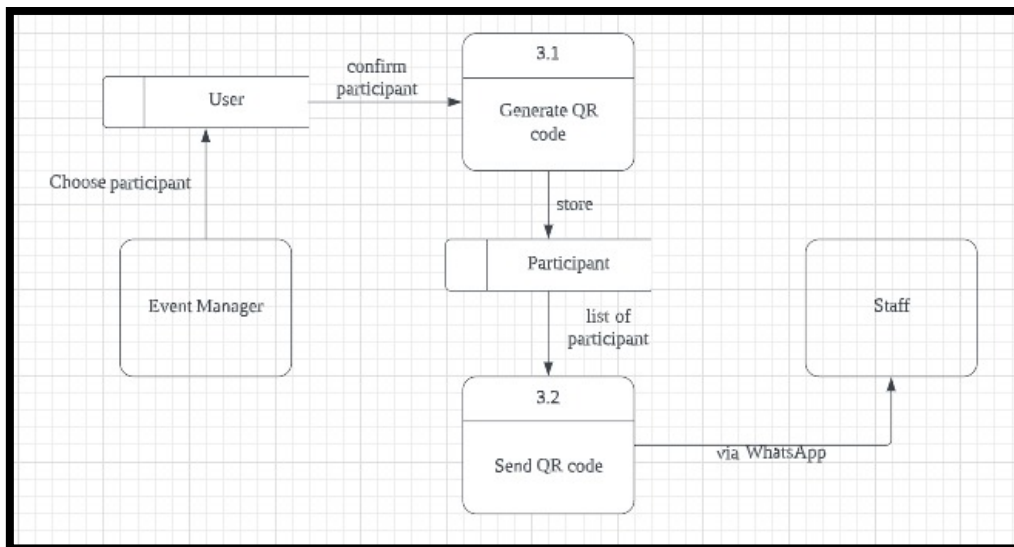 3.1
confirm
participant
User
Generate QR
code
Choose participant
store
Participant
Event Manager
Staff
list of
participant
3.2
via WhatsApp
Send QR code